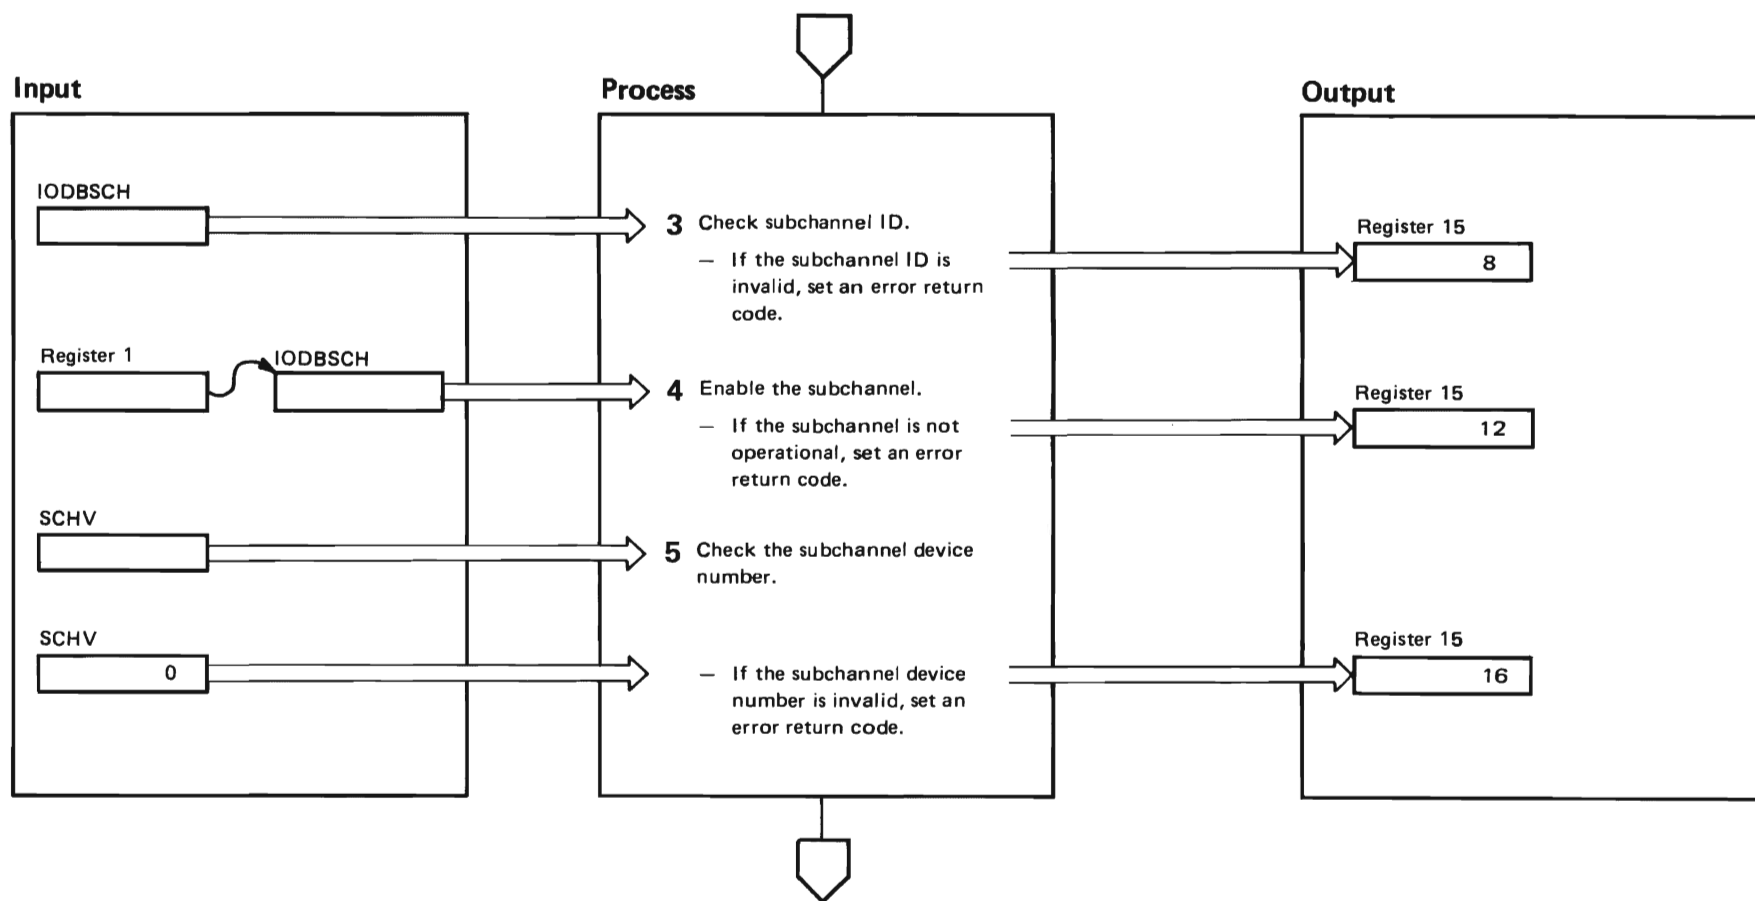 Input
Process
Output
IODBSCH
3 Check subchannel ID.
— If the subchannel ID is
invalid, set an error return
code.
Register 15
8
Register 1
IODBSCH
4 Enable the subchannel.
— If the subchannel is not
operational, set an error
return code.
Register 15
12
SCHV
5 Check the subchannel device
number.
SCHV
0
— If the subchannel device
number is invalid, set an
error return code.
Register 15
16